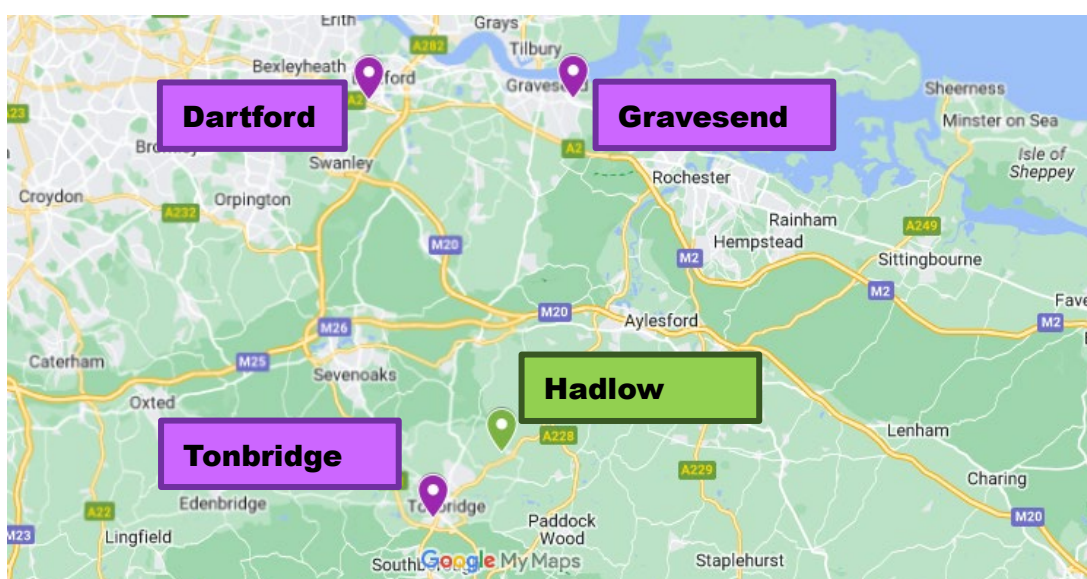 Erith
Grays
A282
Tilbury
Bexleyheath
Dartford
Gravesend
A2
Sheerness
23
Minster on Sea
A2
Swanley
Isle of
Sheppey
Rochester
Croydon
Orpington
A232
Rainham
A249
M20
Hempstead
M2
Sittingbourne
M2
M20
M2
M26
Aylesford
Caterham
M25
Sevenoaks
Hadlow
Oxted
A228
Lenham
Tonbridge
A229
Charing
Edenbridge
A22
M20
Paddock
Wood
M23
Lingfield
Google My Maps
Staplehurst